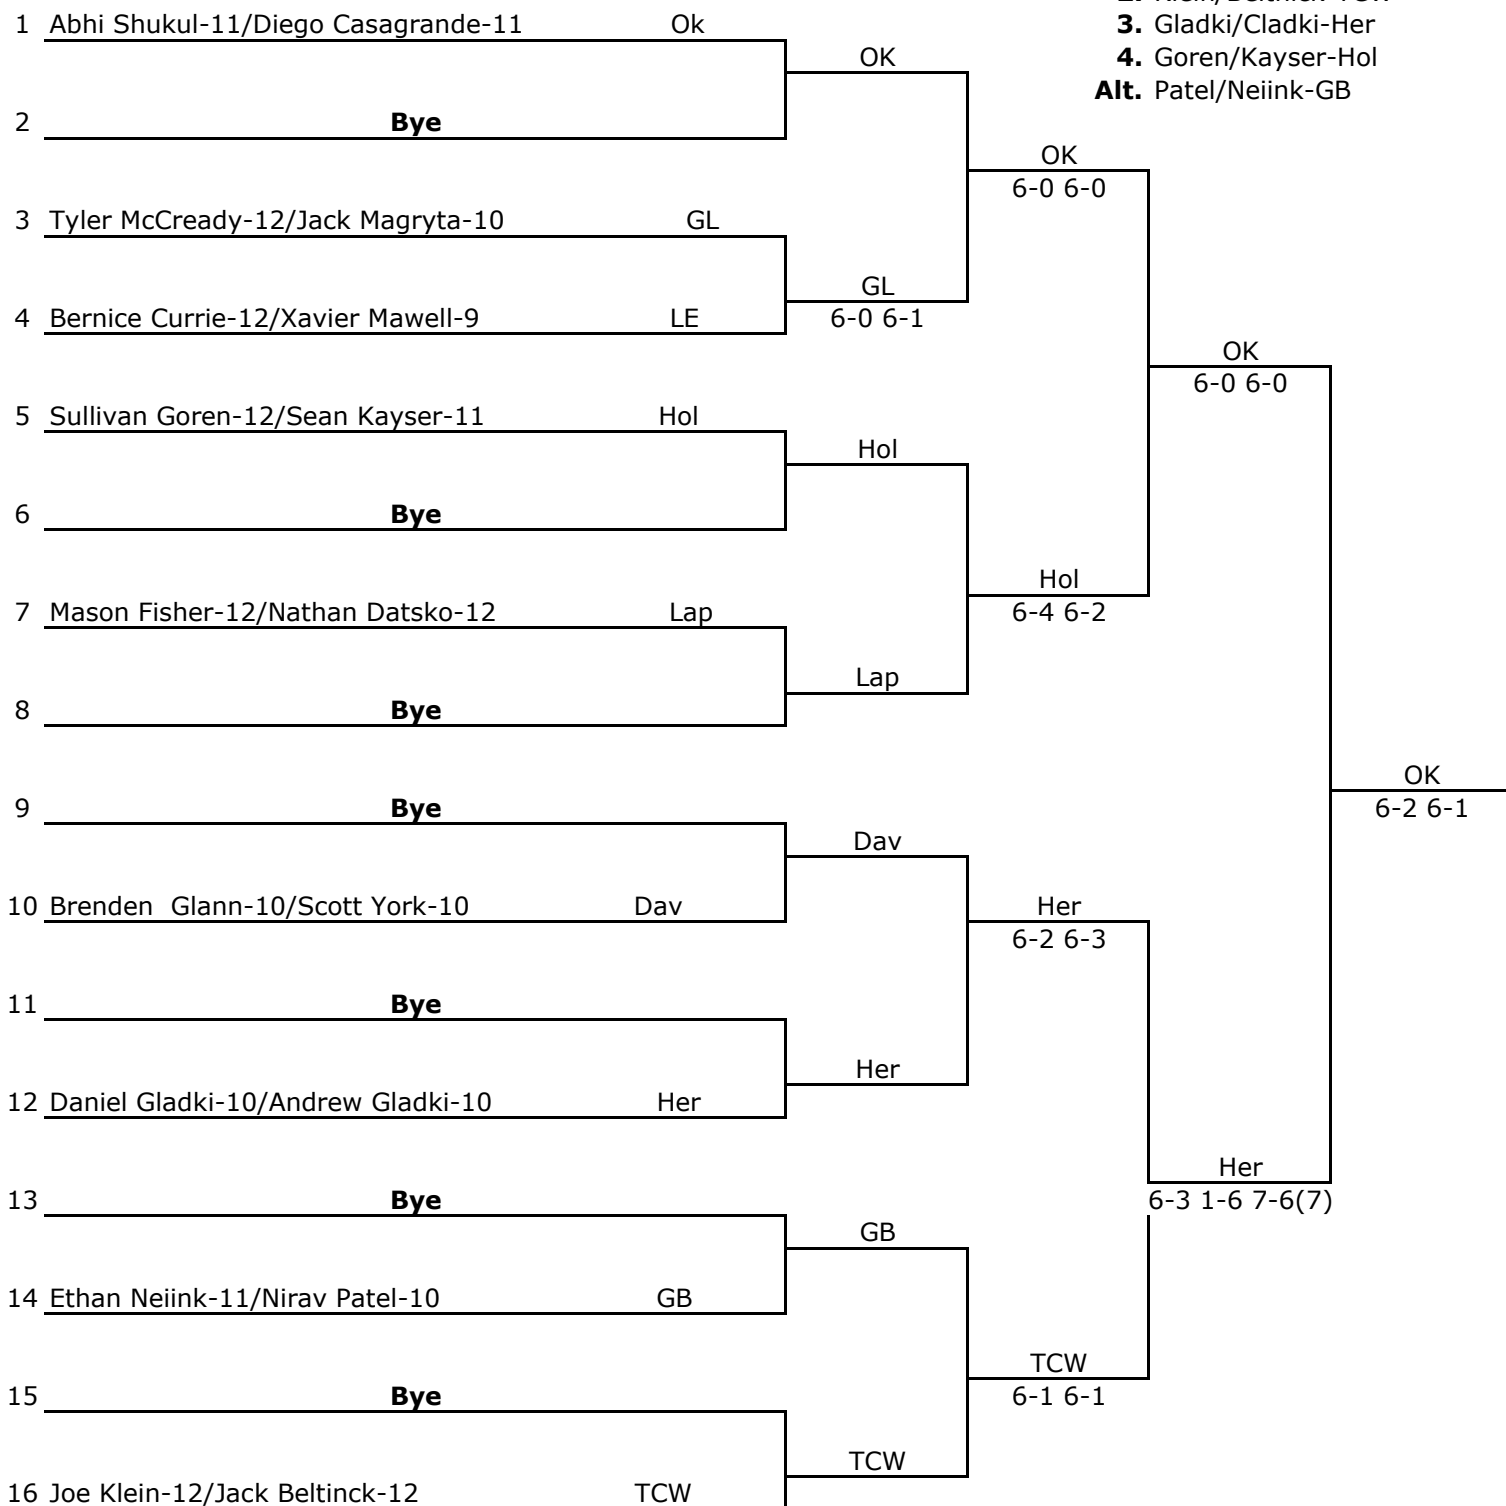 2. Klein/Beltnick-TCW
3. Gladki/Cladki-Her
4. Goren/Kayser-Hol
Alt. Patel/Neiink-GB
1 Abhi Shukul-11/Diego Casagrande-11 Ok
OK
2 Bye
OK
6-0 6-0
3 Tyler McCready-12/Jack Magryta-10 GL
GL
6-0 6-1
4 Bernice Currie-12/Xavier Mawell-9 LE
OK
6-0 6-0
5 Sullivan Goren-12/Sean Kayser-11 Hol
Hol
6 Bye
Hol
6-4 6-2
7 Mason Fisher-12/Nathan Datsko-12 Lap
Lap
8 Bye
OK
6-2 6-1
9 Bye
Dav
10 Brenden  Glann-10/Scott York-10 Dav
Her
6-2 6-3
11 Bye
Her
12 Daniel Gladki-10/Andrew Gladki-10 Her
Her
6-3 1-6 7-6(7)
13 Bye
GB
14 Ethan Neiink-11/Nirav Patel-10 GB
TCW
6-1 6-1
15 Bye
TCW
16 Joe Klein-12/Jack Beltinck-12 TCW